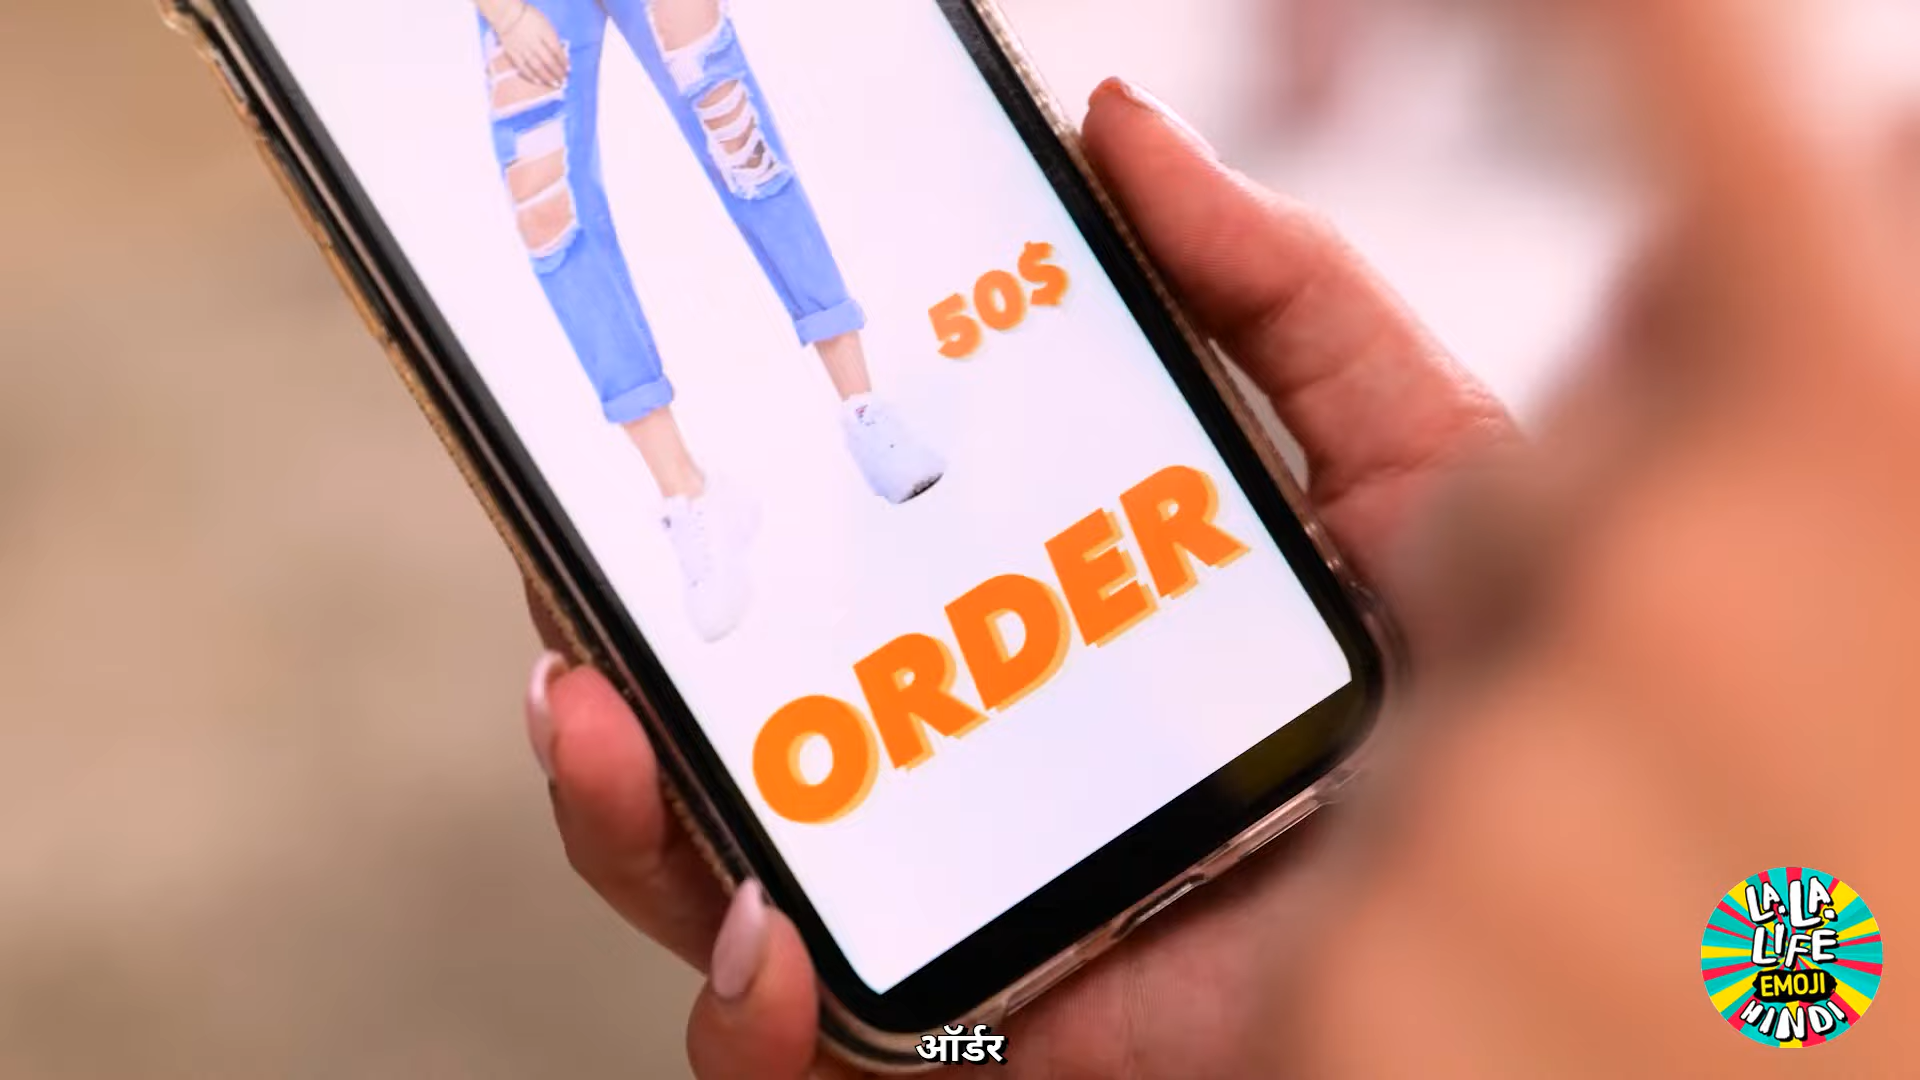 50$
ORDER
ऑर्डर
LA.LA.
LIFE
EMOJI
HINDI